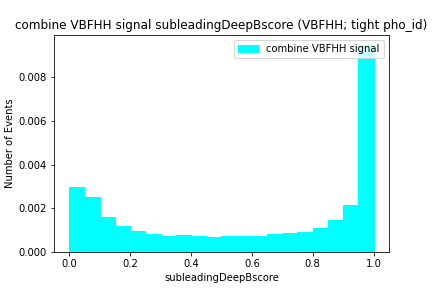 combine VBFHH signal subleadingDeepBscore (VBFHH; tight pho_id)
combine VBFHH signal
Number of Events
0.008
0.006
0.004
0.002
0.000
0.0 0.2 0.4 0.6 0.8 1.0
subleadingDeepBscore